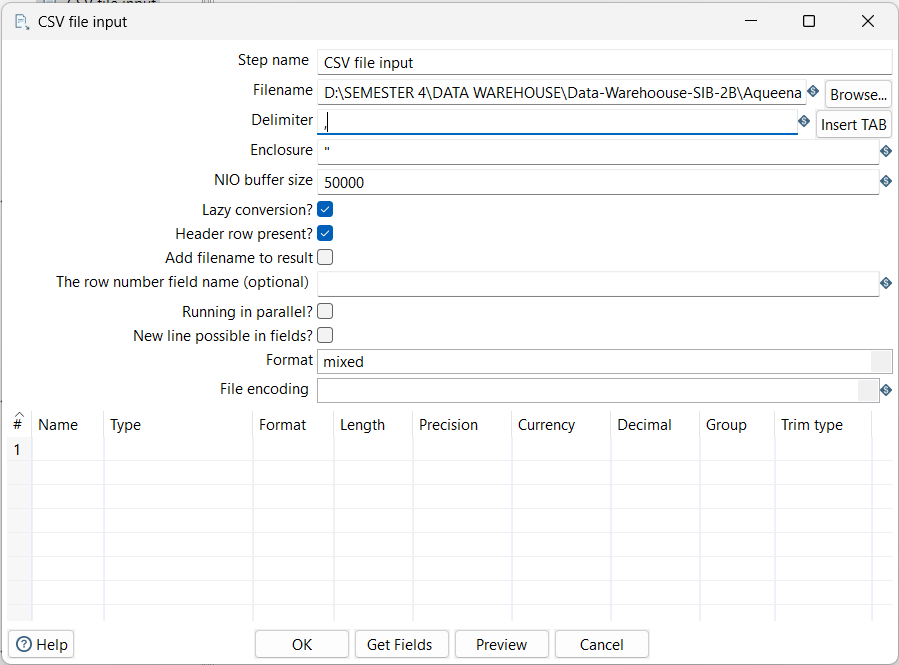 CSV file input
Step name CSV file input
Filename D:\SEMESTER 4\DATA WAREHOUSE\Data-Warehoouse-SIB-2B\Aqueena Browse...
Delimiter , Insert TAB
Enclosure "
NIO buffer size 50000
Lazy conversion?
Header row present?
Add filename to result
The row number field name (optional)
Running in parallel?
New line possible in fields?
Format mixed
File encoding
# Name Type Format Length Precision Currency Decimal Group Trim type
1
Help OK Get Fields Preview Cancel